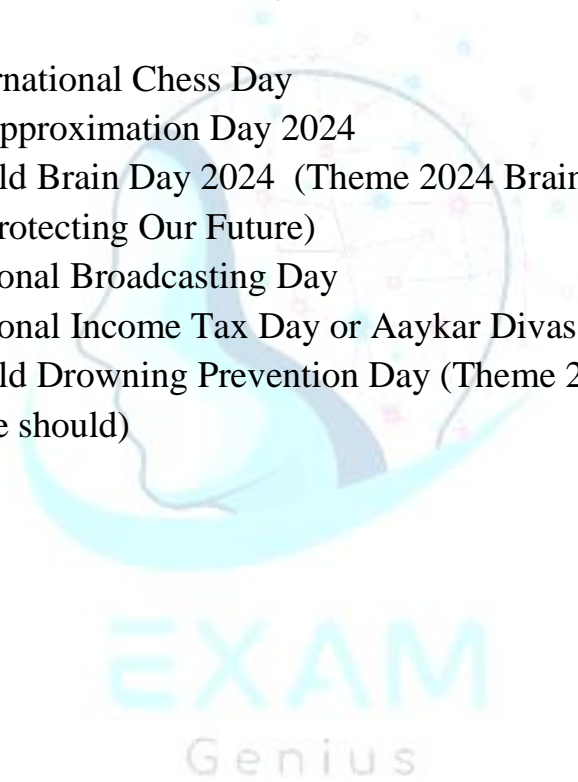 rnational Chess Day
pproximation Day 2024
ld Brain Day 2024 (Theme 2024 Brain
rotecting Our Future)
onal Broadcasting Day
onal Income Tax Day or Aaykar Divas
ld Drowning Prevention Day (Theme 2
e should)
EXAM
Genius